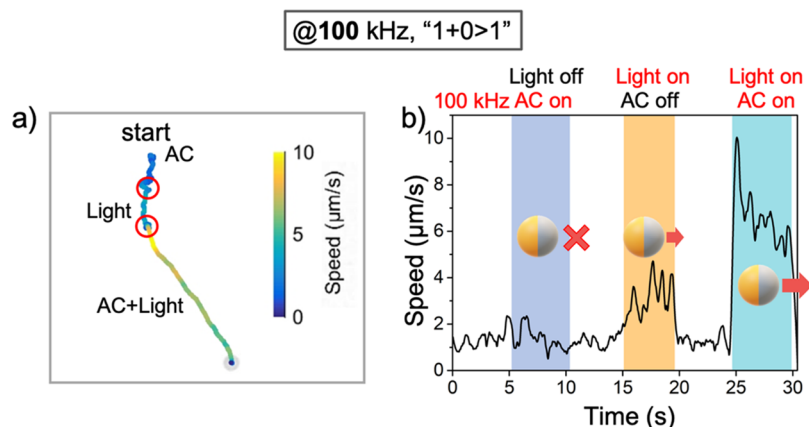 @100 kHz, “1+0>1”
a)
start
AC
Light
AC+Light
10
5
0
Speed (μm/s)
b)
Light off
100 kHz AC on
Light on
AC off
Light on
AC on
Speed (μm/s)
10
8
6
4
2
0
0 5 10 15 20 25 30
Time (s)